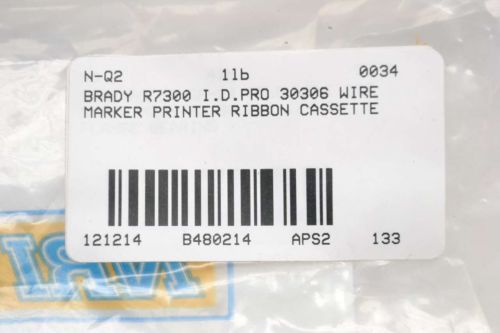 N-Q2 1lb 0034
BRADY R7300 I.D.PRO 30306 WIRE
MARKER PRINTER RIBBON CASSETTE
121214 B480214 APS2 133